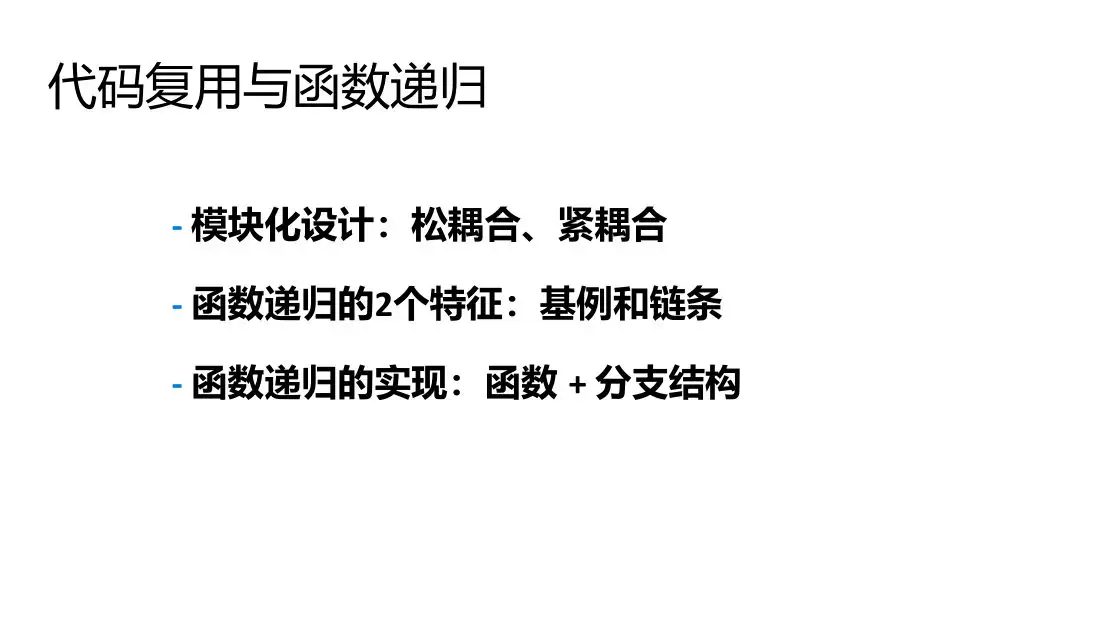 代码复用与函数递归
- 模块化设计：松耦合、紧耦合
- 函数递归的2个特征：基例和链条
- 函数递归的实现：函数 + 分支结构